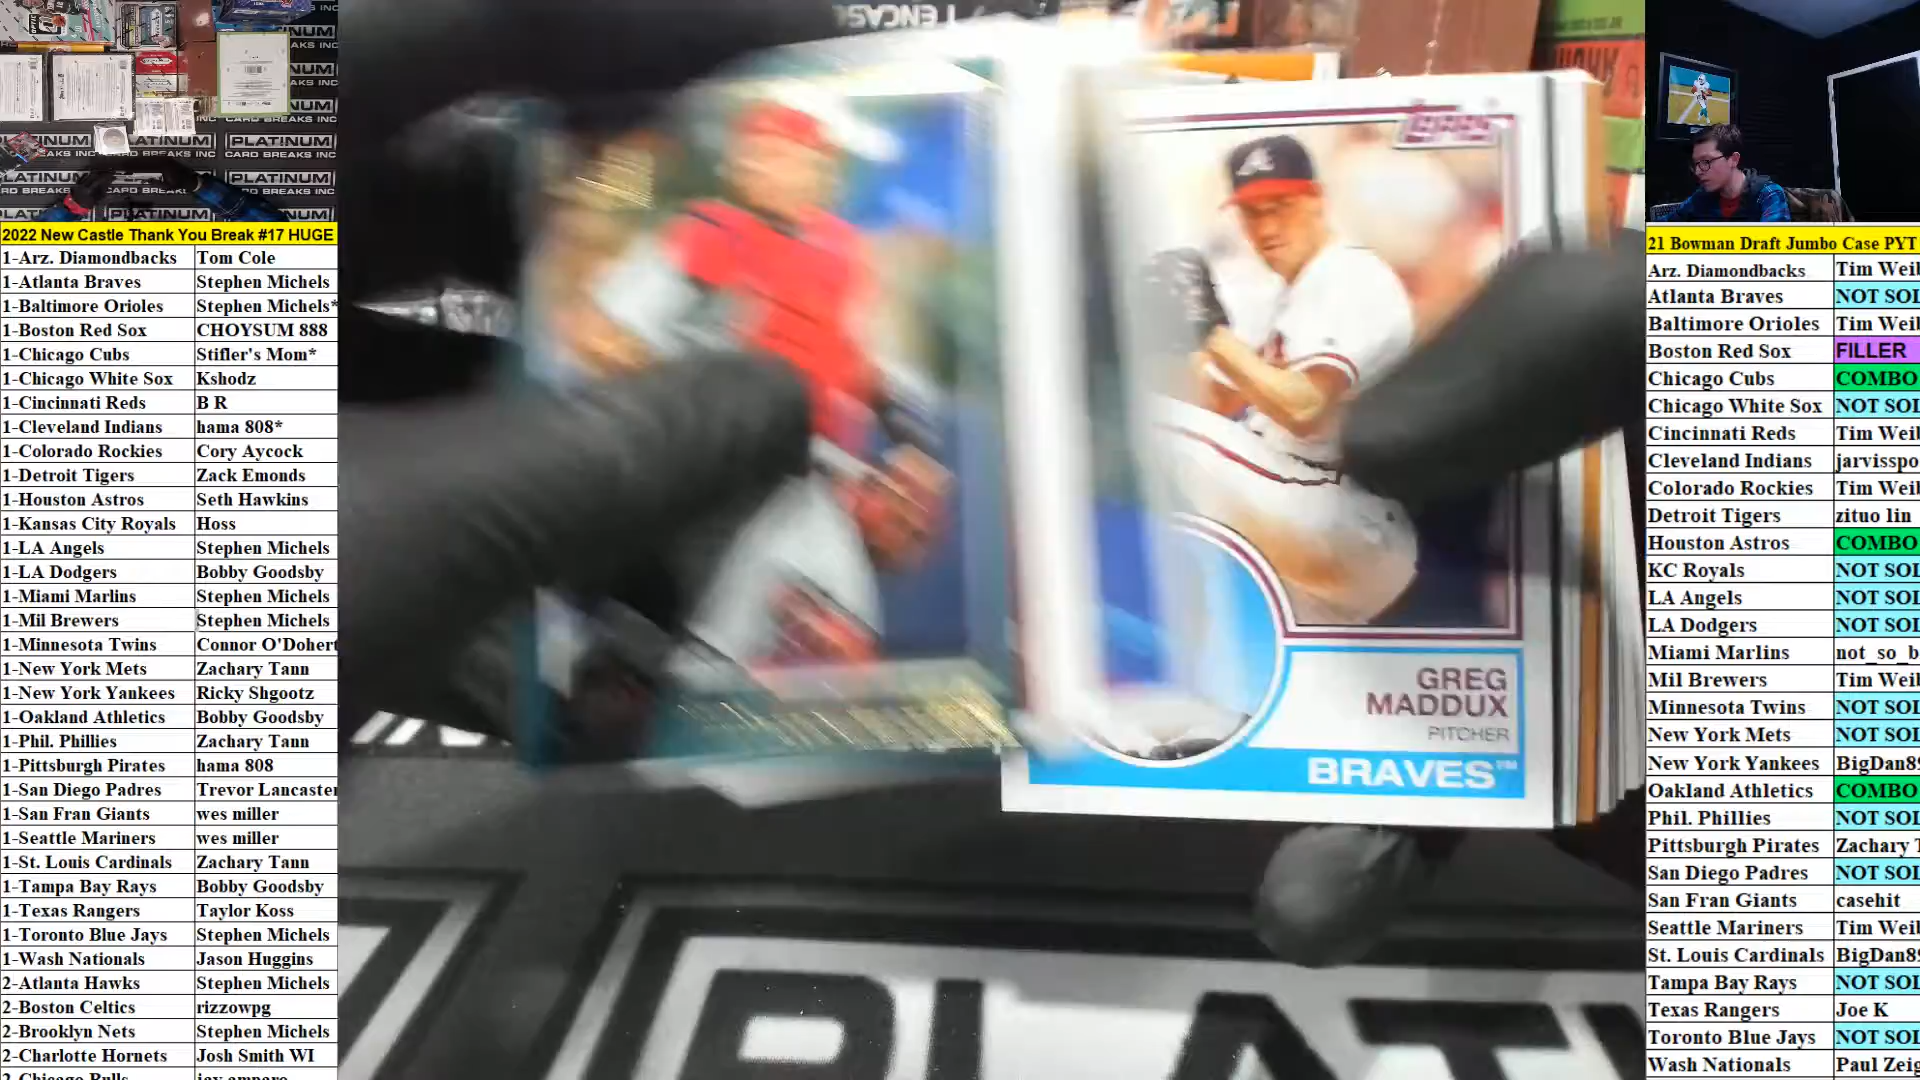 2022 New Castle Thank You Break #17 HUGE
1-Arz. Diamondbacks Tom Cole
1-Atlanta Braves Stephen Michels
1-Baltimore Orioles Stephen Michels*
1-Boston Red Sox CHOYSUM 888
1-Chicago Cubs Stifler's Mom*
1-Chicago White Sox Kshodz
1-Cincinnati Reds B R
1-Cleveland Indians hama 808*
1-Colorado Rockies Cory Aycock
1-Detroit Tigers Zack Emonds
1-Houston Astros Seth Hawkins
1-Kansas City Royals Hoss
1-LA Angels Stephen Michels
1-LA Dodgers Bobby Goodsby
1-Miami Marlins Stephen Michels
1-Mil Brewers Stephen Michels
1-Minnesota Twins Connor O'Dohert
1-New York Mets Zachary Tann
1-New York Yankees Ricky Shgootz
1-Oakland Athletics Bobby Goodsby
1-Phil. Phillies Zachary Tann
1-Pittsburgh Pirates hama 808
1-San Diego Padres Trevor Lancaster
1-San Fran Giants wes miller
1-Seattle Mariners wes miller
1-St. Louis Cardinals Zachary Tann
1-Tampa Bay Rays Bobby Goodsby
1-Texas Rangers Taylor Koss
1-Toronto Blue Jays Stephen Michels
1-Wash Nationals Jason Huggins
2-Atlanta Hawks Stephen Michels
2-Boston Celtics rizzowpg
2-Brooklyn Nets Stephen Michels
2-Charlotte Hornets Josh Smith WI
PLATINUM
CARD BREAKS INC
Topps
GREG
MADDUX
PITCHER
BRAVES
PLAT
21 Bowman Draft Jumbo Case PYT
Arz. Diamondbacks Tim Weib
Atlanta Braves NOT SOL
Baltimore Orioles Tim Weib
Boston Red Sox FILLER
Chicago Cubs COMBO
Chicago White Sox NOT SOL
Cincinnati Reds Tim Weib
Cleveland Indians jarvisspo
Colorado Rockies Tim Weib
Detroit Tigers zituo lin
Houston Astros COMBO
KC Royals NOT SOL
LA Angels NOT SOL
LA Dodgers NOT SOL
Miami Marlins not_so_b
Mil Brewers Tim Weib
Minnesota Twins NOT SOL
New York Mets NOT SOL
New York Yankees BigDan89
Oakland Athletics COMBO
Phil. Phillies NOT SOL
Pittsburgh Pirates Zachary T
San Diego Padres NOT SOL
San Fran Giants casehit
Seattle Mariners Tim Weib
St. Louis Cardinals BigDan89
Tampa Bay Rays NOT SOL
Texas Rangers Joe K
Toronto Blue Jays NOT SOL
Wash Nationals Paul Zeig